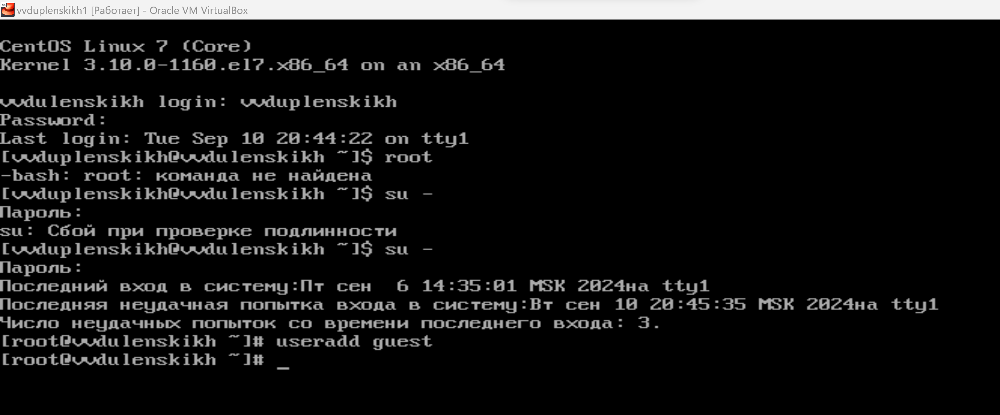 64
vvduplenskikh1 [Работает] - Oracle VM VirtualBox
CentOS Linux 7 (Core)
Kernel 3.10.0-1160.el7.x86_64 on an x86_64
vvdulenskikh login: vvduplenskikh
Password:
Last login: Tue Sep 10 20:44:22 on tty1
[vvduplenskikh@vvdulenskikh ~]$ root
-bash: root: команда не найдена
[vvduplenskikh@vvdulenskikh ~]$ su -
Пароль:
su: Сбой при проверке подлинности
[vvduplenskikh@vvdulenskikh ~]$ su -
Пароль:
Последний вход в систему:Пт сен  6 14:35:01 MSK 2024на tty1
Последняя неудачная попытка входа в систему:Вт сен 10 20:45:35 MSK 2024на tty1
Число неудачных попыток со времени последнего входа: 3.
[root@vvdulenskikh ~]# useradd guest
[root@vvdulenskikh ~]# _